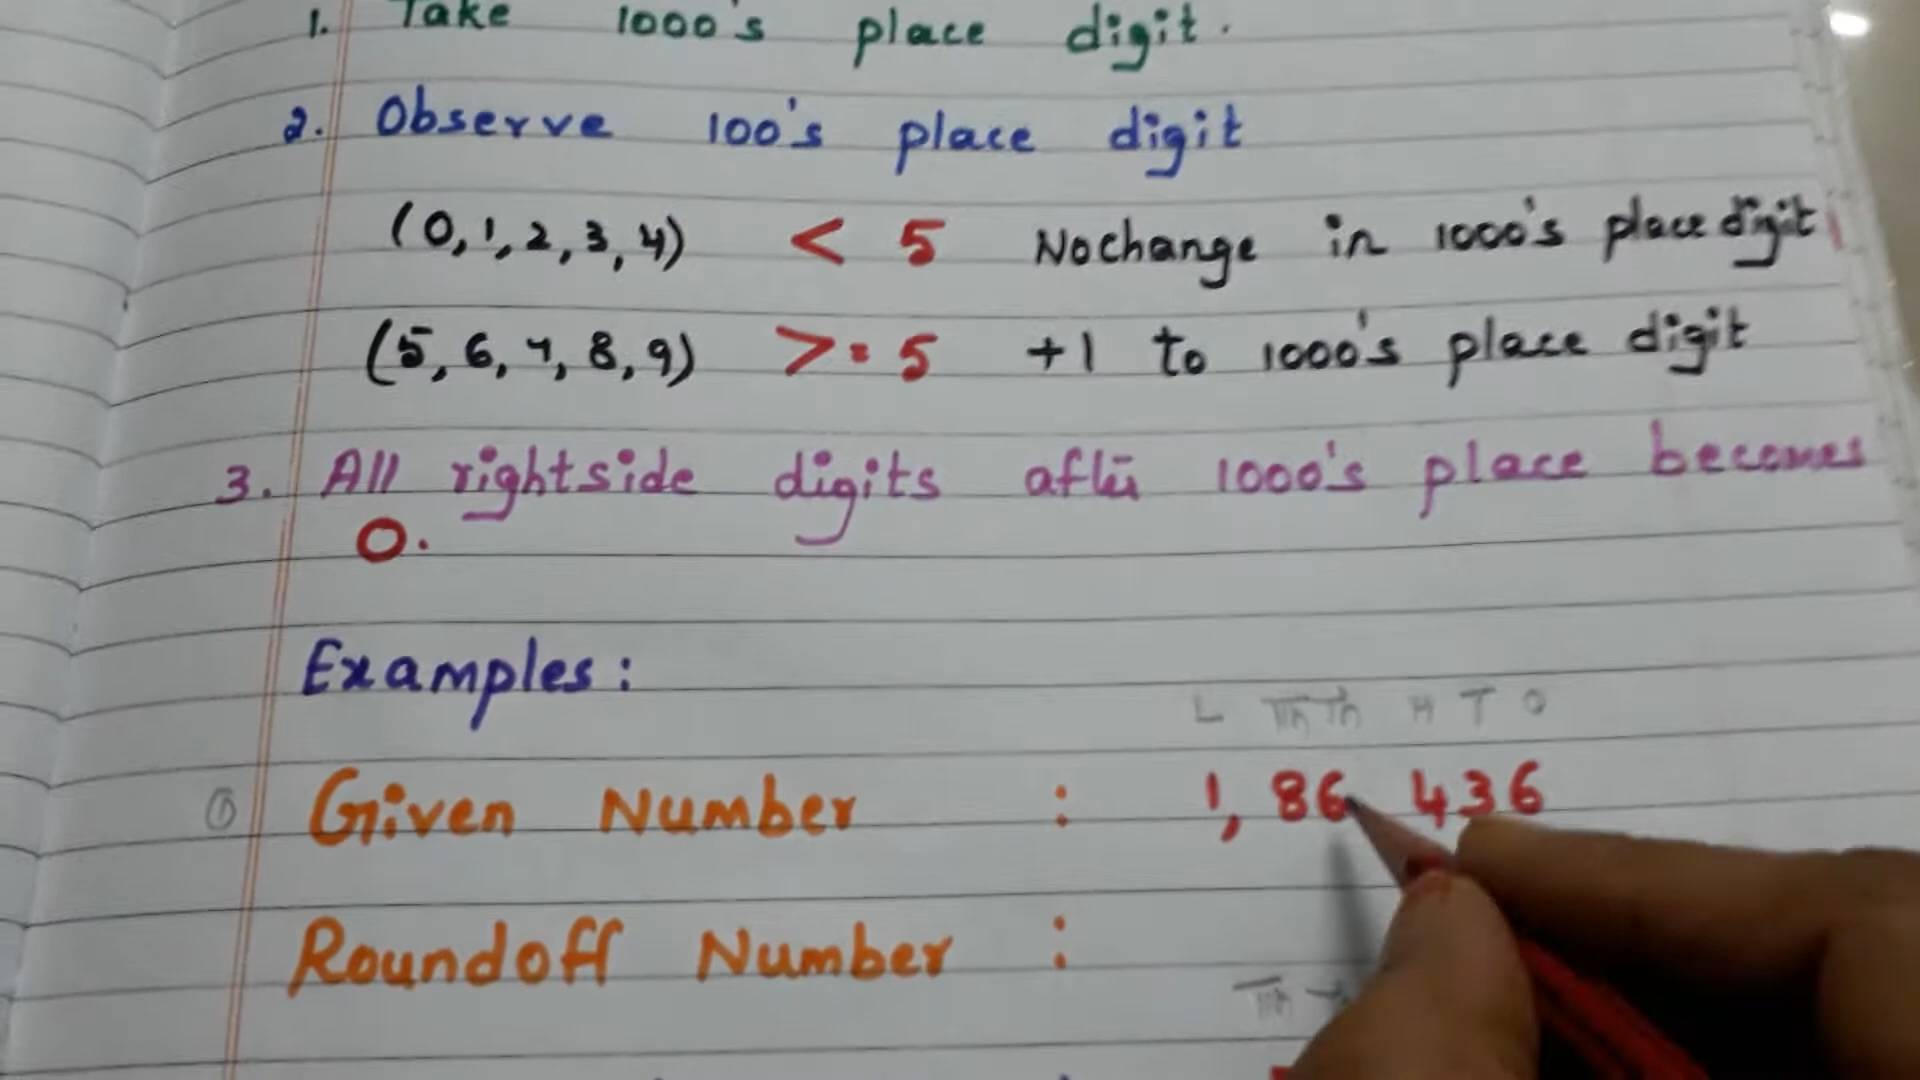 1. Take 1000's place digit.
2. Observe 100's place digit
(0,1,2,3,4) < 5 No change in 1000's place digit
(5,6,7,8,9) >= 5 +1 to 1000's place digit
3. All rightside digits after 1000's place becomes
0.
Examples:
L TTh Th H T O
① Given Number : 1, 86 436
Roundoff Number :
TTh